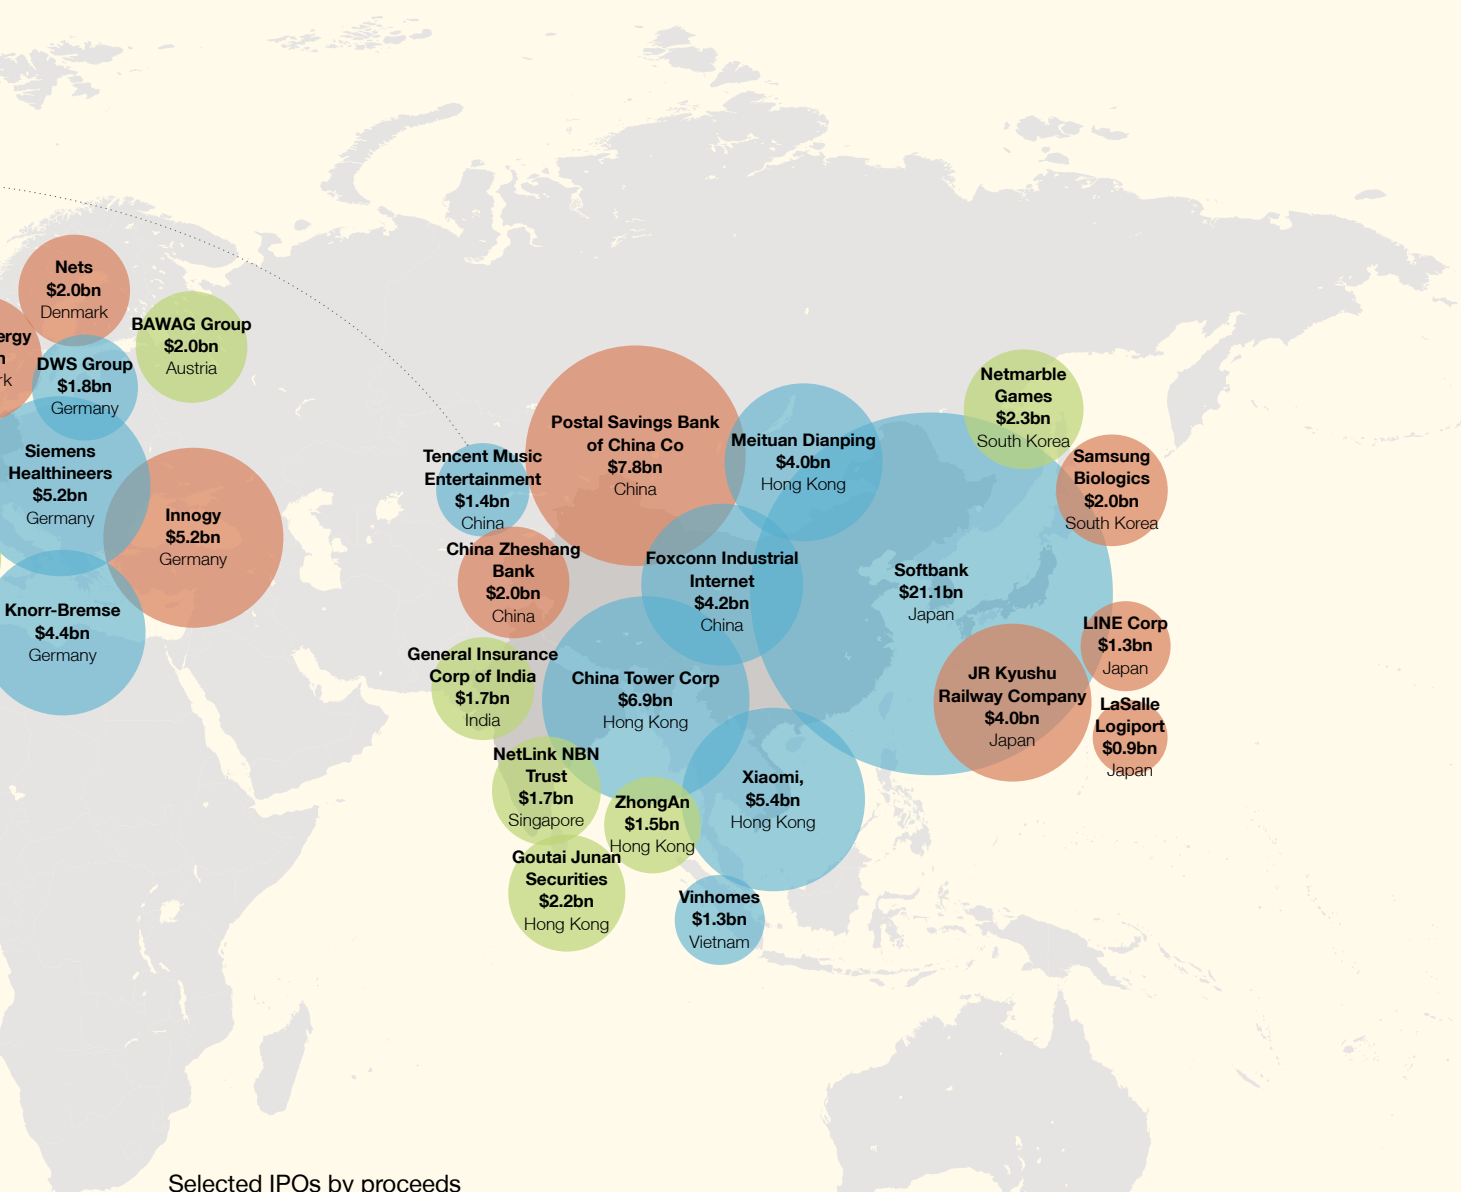 Nets
$2.0bn
Denmark
BAWAG Group
$2.0bn
Austria
DWS Group
$1.8bn
Germany
Siemens
Healthineers
$5.2bn
Germany
Innogy
$5.2bn
Germany
Knorr-Bremse
$4.4bn
Germany
Tencent Music
Entertainment
$1.4bn
China
Postal Savings Bank
of China Co
$7.8bn
China
Meituan Dianping
$4.0bn
Hong Kong
Netmarble
Games
$2.3bn
South Korea
Samsung
Biologics
$2.0bn
South Korea
China Zheshang
Bank
$2.0bn
China
Foxconn Industrial
Internet
$4.2bn
China
Softbank
$21.1bn
Japan
LINE Corp
$1.3bn
Japan
General Insurance
Corp of India
$1.7bn
India
China Tower Corp
$6.9bn
Hong Kong
JR Kyushu
Railway Company
$4.0bn
Japan
LaSalle
Logiport
$0.9bn
Japan
NetLink NBN
Trust
$1.7bn
Singapore
ZhongAn
$1.5bn
Hong Kong
Xiaomi,
$5.4bn
Hong Kong
Goutai Junan
Securities
$2.2bn
Hong Kong
Vinhomes
$1.3bn
Vietnam
Selected IPOs by proceeds